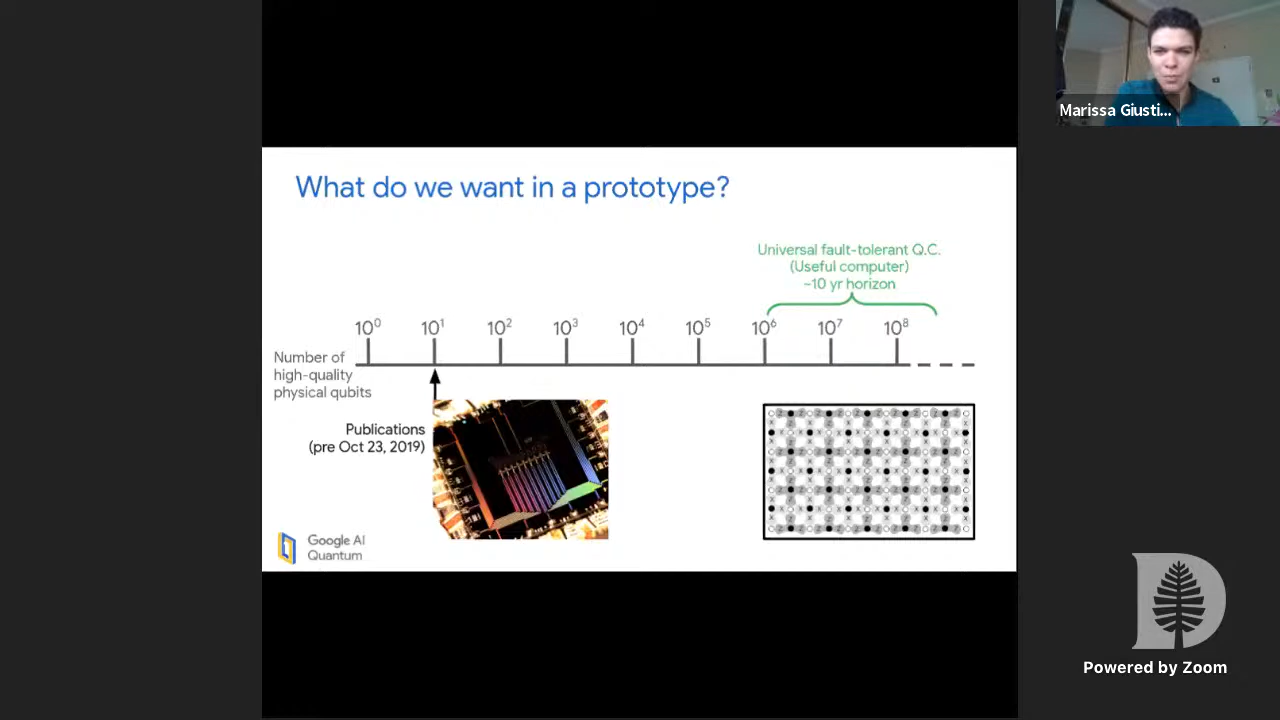 Marissa Giusti...
What do we want in a prototype?
Universal fault-tolerant Q.C.
(Useful computer)
~10 yr horizon
10⁰ 10¹ 10² 10³ 10⁴ 10⁵ 10⁶ 10⁷ 10⁸
Number of
high-quality
physical qubits
Publications
(pre Oct 23, 2019)
Google AI
Quantum
D
Powered by Zoom